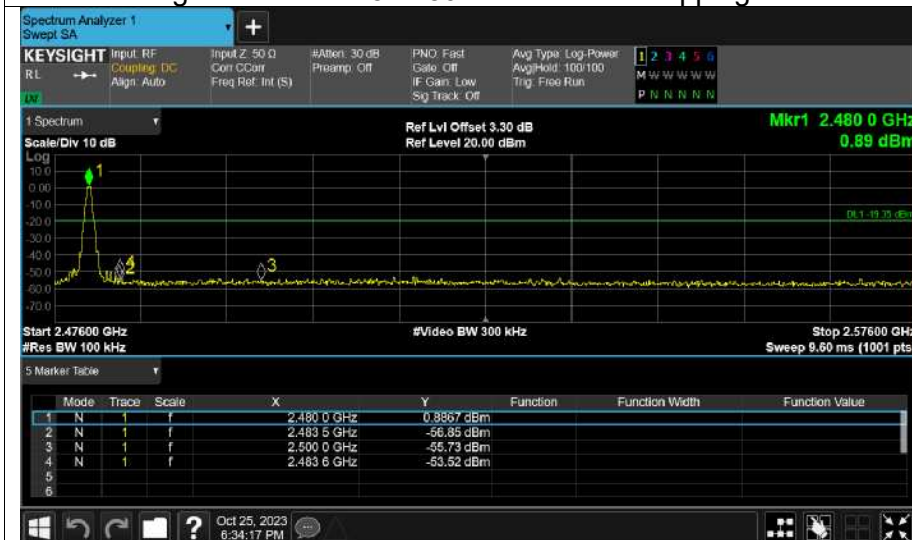 Spectrum Analyzer 1
Swept SA
+
KEYSIGHT Input: RF Input Z: 50 Ω #Atten: 30 dB PNO: Fast Avg Type: Log-Power 1 2 3 4 5 6
RL Coupling: DC Corr CCorr Preamp: Off Gate: Off Avg|Hold: 100/100 M W W W W W
Align: Auto Freq Ref: Int (S) IF Gain: Low Trig: Free Run P N N N N N
LXI Sig Track: Off
1 Spectrum Ref Lvl Offset 3.30 dB Mkr1 2.480 0 GHz
Scale/Div 10 dB Ref Level 20.00 dBm 0.89 dBm
Log
10.0 1
0.00
-10.0
-20.0 DL1 -19.35 dBm
-30.0
-40.0
-50.0 2 3
-60.0
-70.0
Start 2.47600 GHz #Video BW 300 kHz Stop 2.57600 GHz
#Res BW 100 kHz Sweep 9.60 ms (1001 pts
5 Marker Table
Mode Trace Scale X Y Function Function Width Function Value
1 N 1 f 2.480 0 GHz 0.8867 dBm
2 N 1 f 2.483 5 GHz -56.85 dBm
3 N 1 f 2.500 0 GHz -55.73 dBm
4 N 1 f 2.483 6 GHz -53.52 dBm
5
6
? Oct 25, 2023
6:34:17 PM